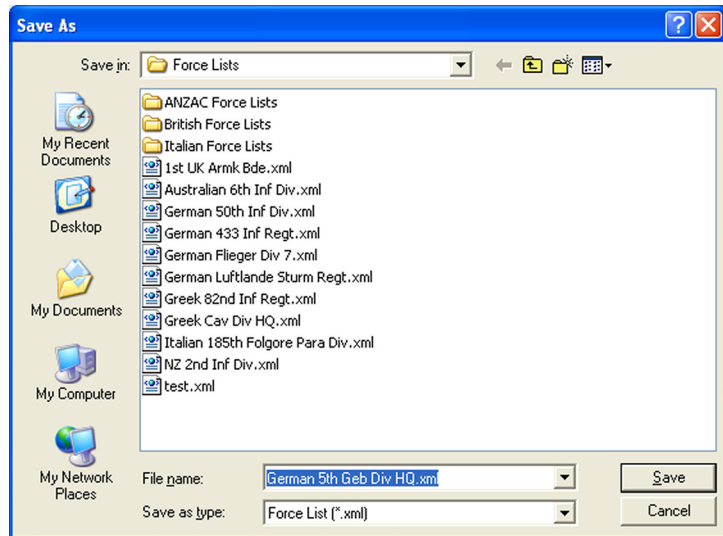 Save As
Save in:
Force Lists
My Recent
Documents
Desktop
My Documents
My Computer
My Network
Places
ANZAC Force Lists
British Force Lists
Italian Force Lists
1st UK Armk Bde.xml
Australian 6th Inf Div.xml
German 50th Inf Div.xml
German 433 Inf Regt.xml
German Flieger Div 7.xml
German Luftlande Sturm Regt.xml
Greek 82nd Inf Regt.xml
Greek Cav Div HQ.xml
Italian 185th Folgore Para Div.xml
NZ 2nd Inf Div.xml
test.xml
File name:
German 5th Geb Div HQ.xml
Save
Save as type:
Force List (*.xml)
Cancel